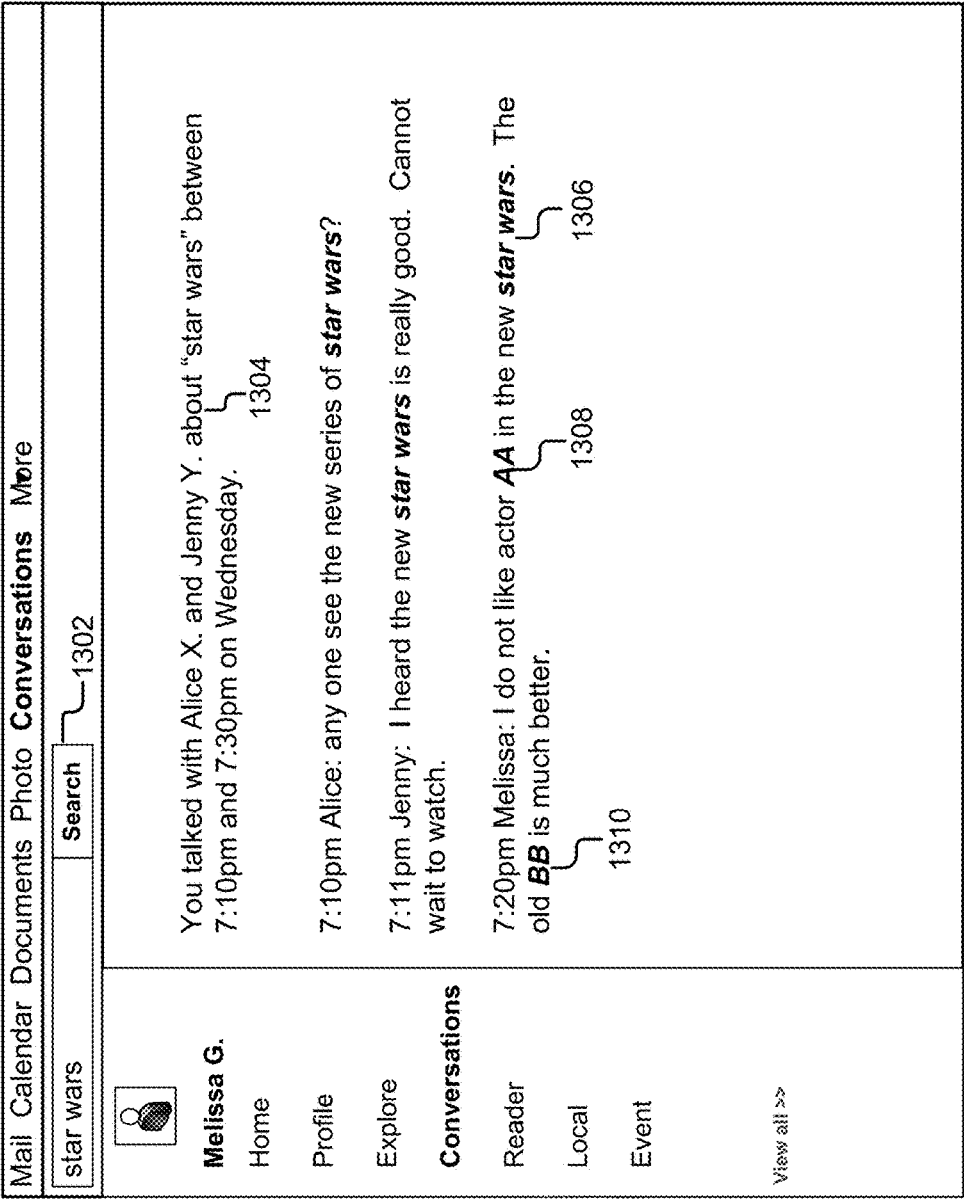 Mail Calendar Documents Photo Conversations More
star wars Search
1302
Melissa G.
Home
Profile
Explore
Conversations
Reader
Local
Event
View all >>
You talked with Alice X. and Jenny Y. about “star wars” between
7:10pm and 7:30pm on Wednesday.
1304
7:10pm Alice: any one see the new series of star wars?
7:11pm Jenny: I heard the new star wars is really good. Cannot
wait to watch.
7:20pm Melissa: I do not like actor AA in the new star wars. The
old BB is much better.
1308
1306
1310